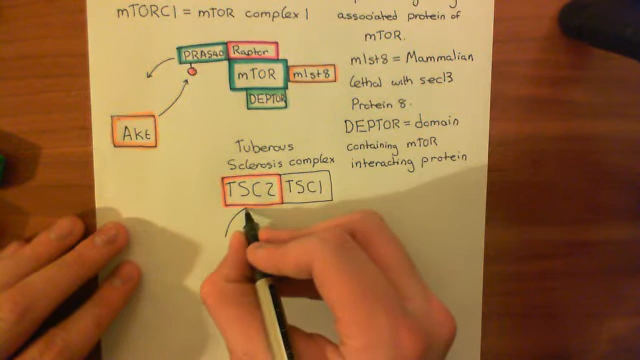 mTORC1 = mTOR complex 1
associated protein of
mTOR.
PRAS40 Raptor
mTOR mlst8
DEPTOR
Akt
mlst8 = Mammalian
lethal with sec13
Protein 8.
DEPTOR = domain
containing mTOR
interacting protein
Tuberous
Sclerosis complex
TSC2 TSC1